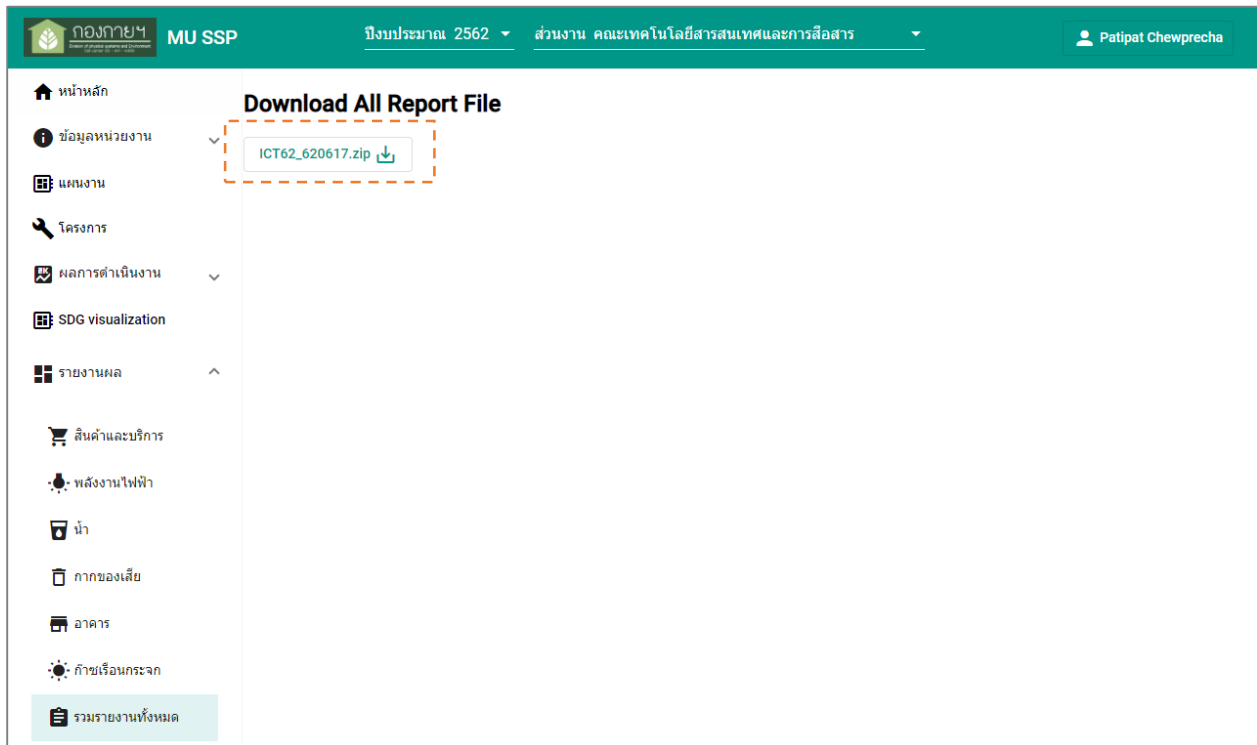 กองกายฯ
Division of physical systems and Environment
MU SSP
ปีงบประมาณ 2562
ส่วนงาน คณะเทคโนโลยีสารสนเทศและการสื่อสาร
Patipat Chewprecha
หน้าหลัก
ข้อมูลหน่วยงาน
แผนงาน
โครงการ
ผลการดำเนินงาน
SDG visualization
รายงานผล
สินค้าและบริการ
พลังงานไฟฟ้า
น้ำ
กากของเสีย
อาคาร
ก๊าซเรือนกระจก
รวมรายงานทั้งหมด
Download All Report File
ICT62_620617.zip